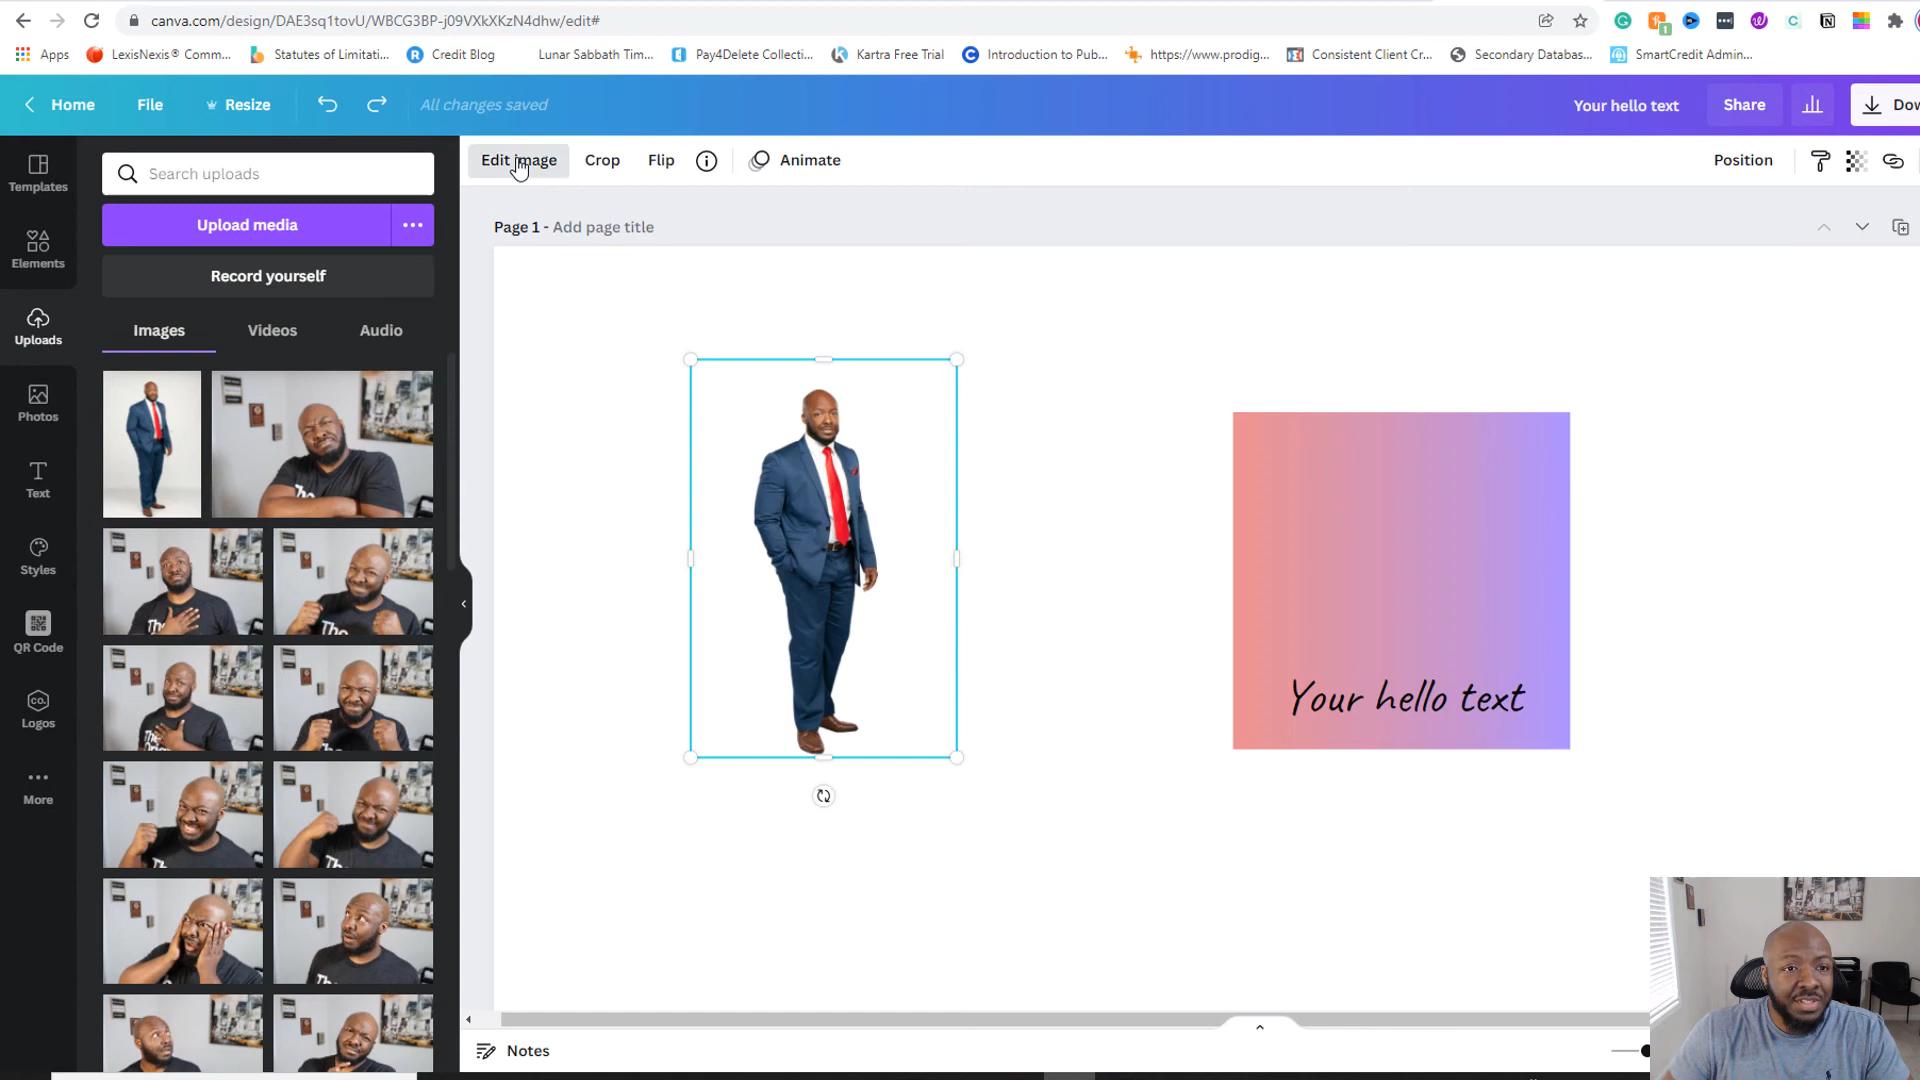 canva.com/design/DAE3sq1tovU/WBCG3BP-j09VXkXKzN4dhw/edit#
Apps
LexisNexis® Comm...
Statutes of Limitati...
Credit Blog
Lunar Sabbath Tim...
Pay4Delete Collecti...
Kartra Free Trial
Introduction to Pub...
https://www.prodig...
Consistent Client Cr...
Secondary Databas...
SmartCredit Admin...
Home
File
Resize
All changes saved
Your hello text
Share
Dow
Templates
Elements
Uploads
Photos
Text
Styles
QR Code
Logos
More
Search uploads
Upload media
Record yourself
Images
Videos
Audio
Edit image
Crop
Flip
Animate
Position
Page 1 - Add page title
Your hello text
Notes